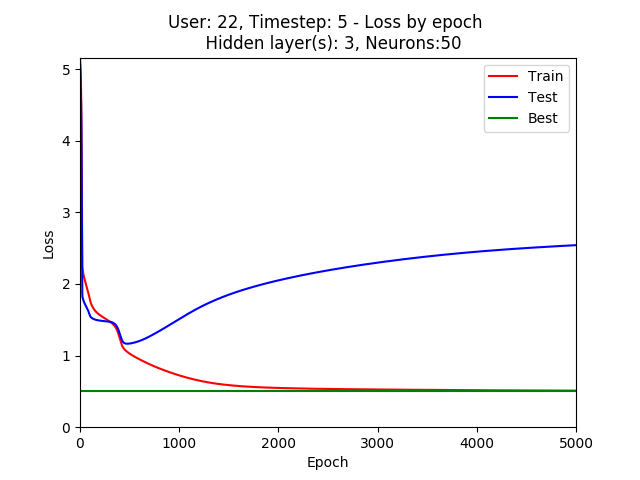 User: 22, Timestep: 5 - Loss by epoch
Hidden layer(s): 3, Neurons:50
Train
Test
Best
Loss
5
4
3
2
1
0
0 1000 2000 3000 4000 5000
Epoch